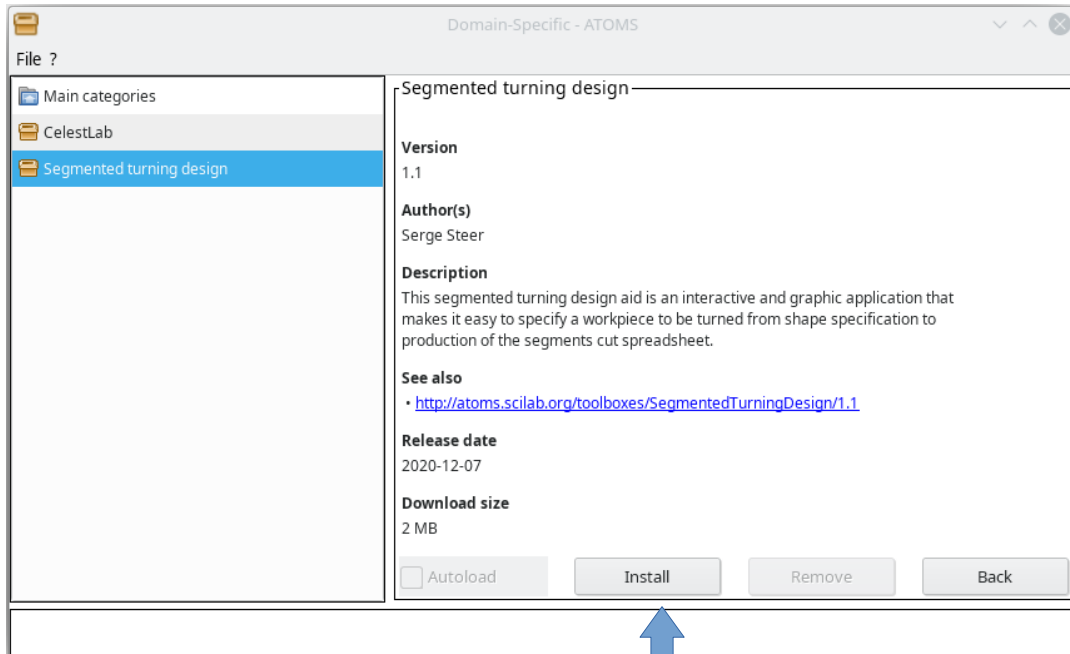 Domain-Specific - ATOMS
File ?
Main categories
CelestLab
Segmented turning design
Segmented turning design
Version
1.1
Author(s)
Serge Steer
Description
This segmented turning design aid is an interactive and graphic application that
makes it easy to specify a workpiece to be turned from shape specification to
production of the segments cut spreadsheet.
See also
• http://atoms.scilab.org/toolboxes/SegmentedTurningDesign/1.1
Release date
2020-12-07
Download size
2 MB
Autoload Install Remove Back